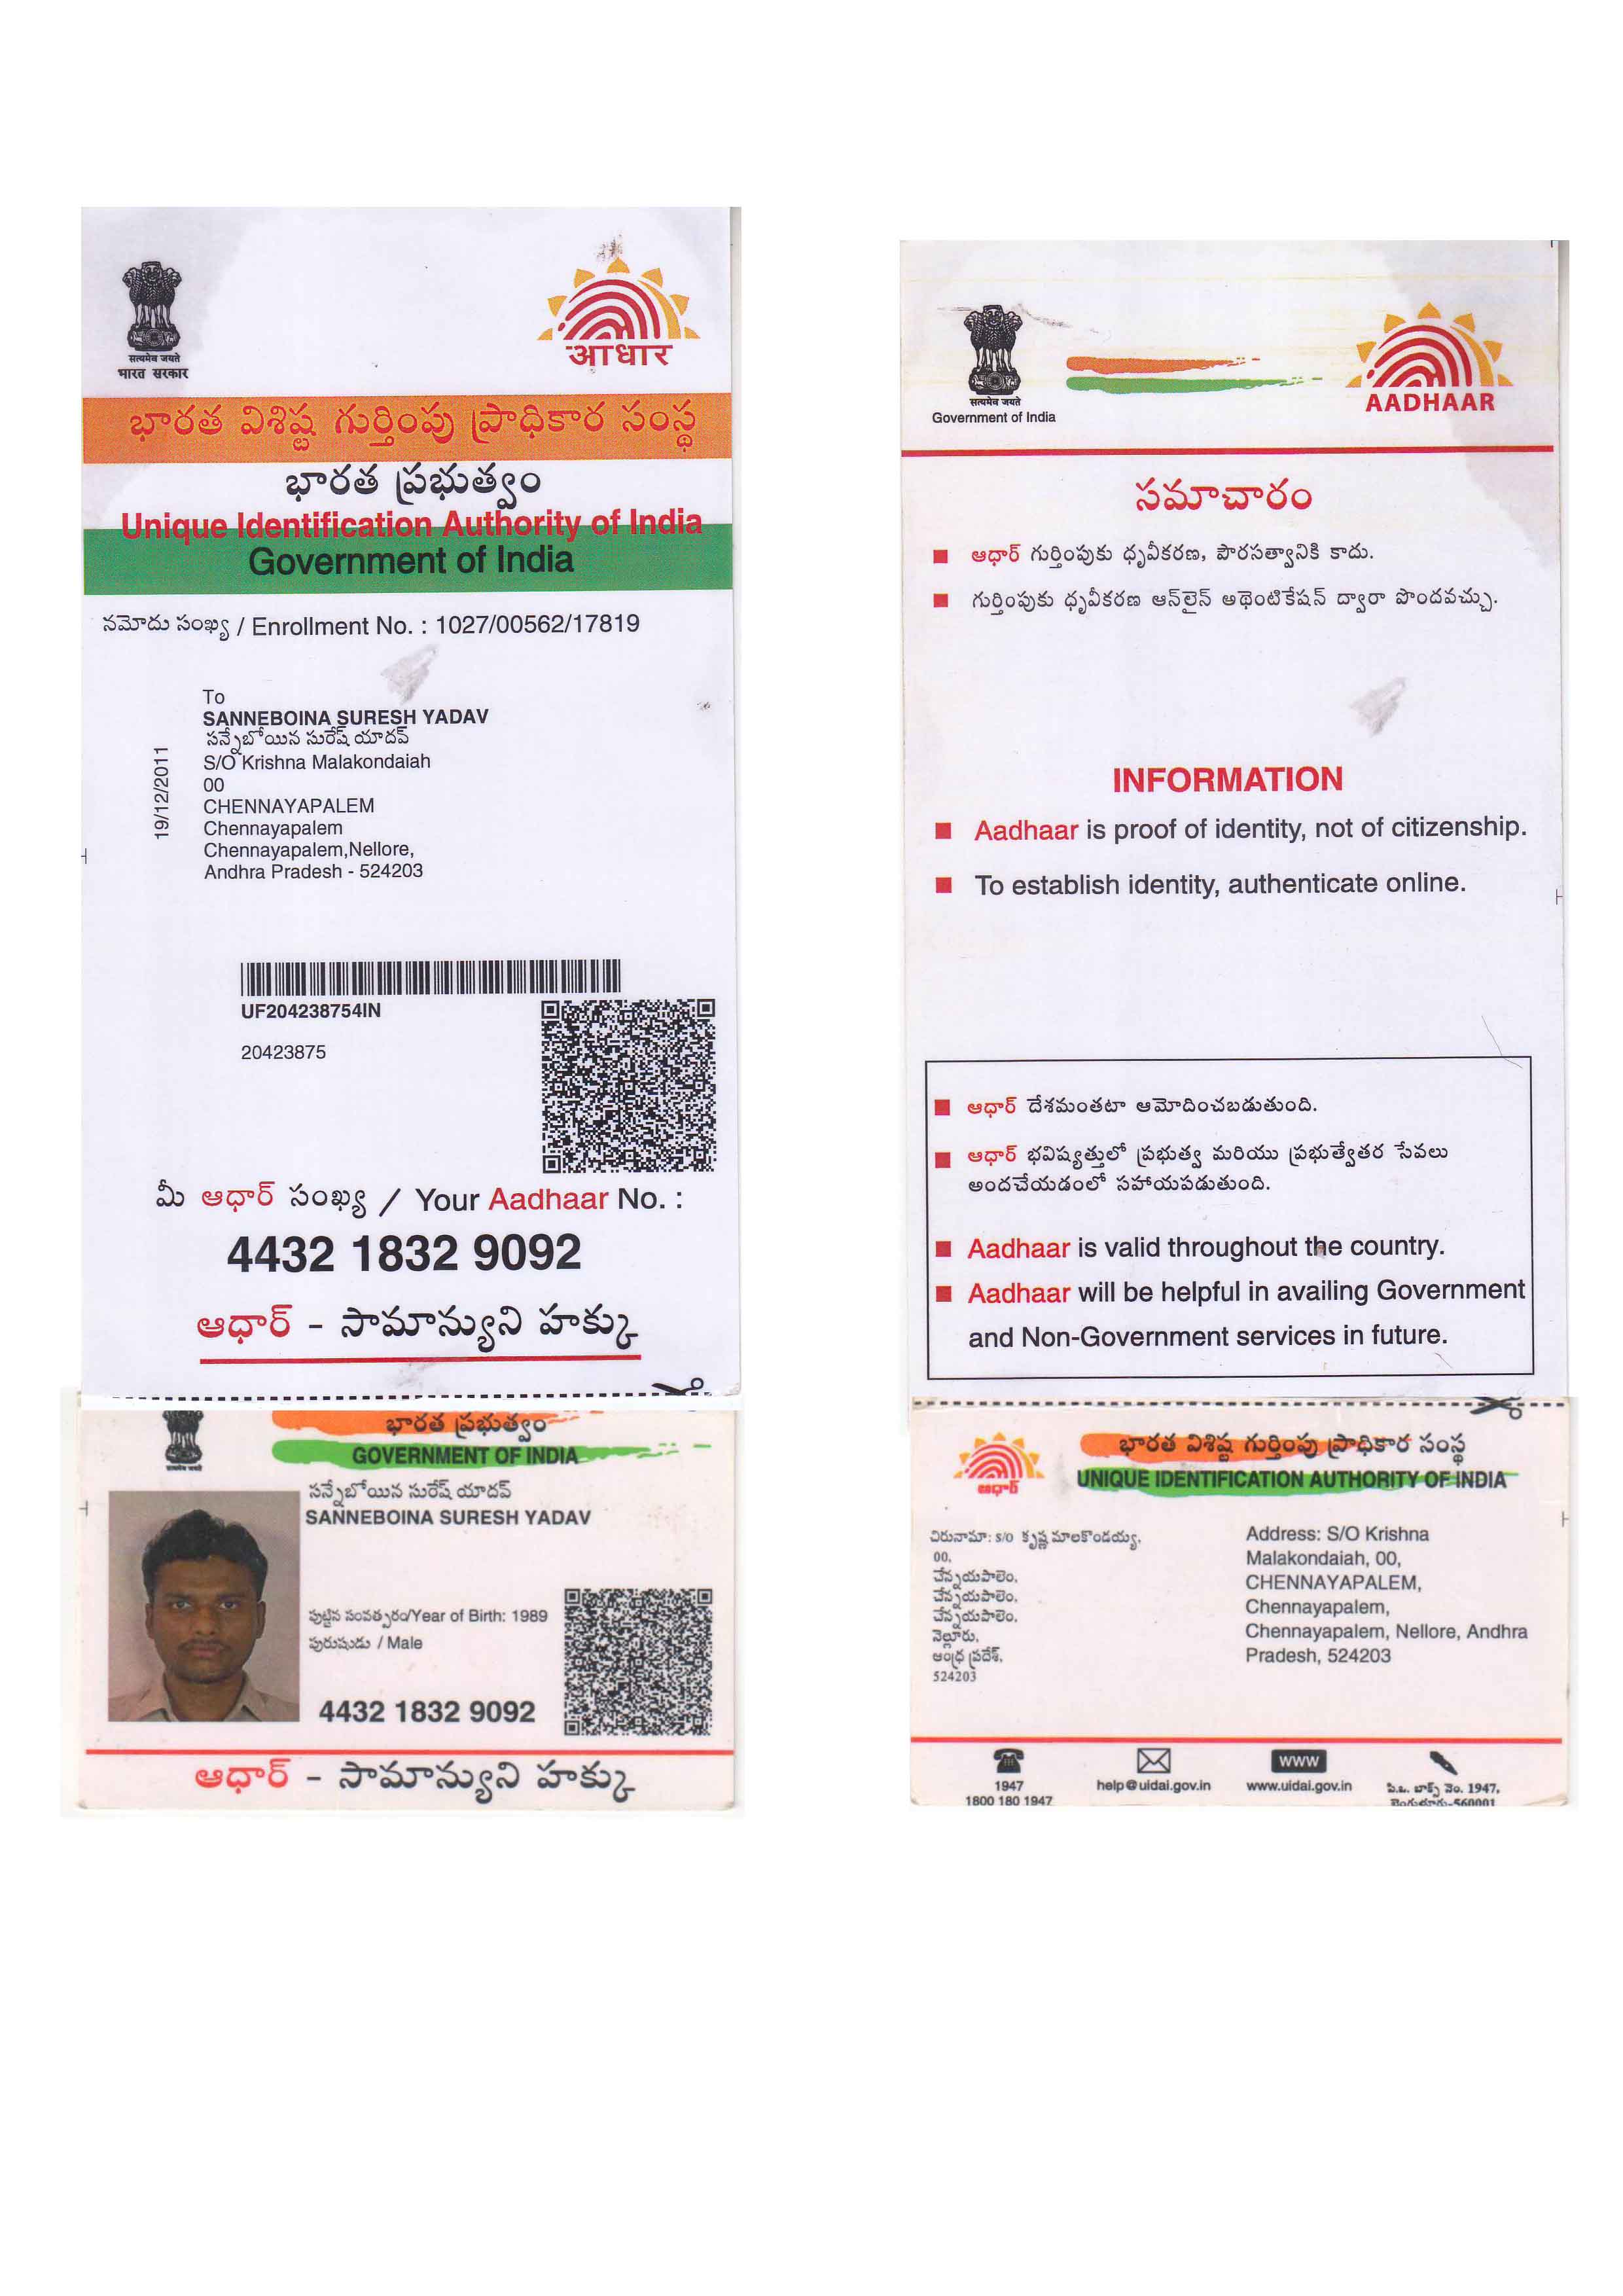 सत्यमेव जयते
भारत सरकार
आधार
భారత విశిష్ట గుర్తింపు ప్రాధికార సంస్థ
భారత ప్రభుత్వం
Unique Identification Authority of India
Government of India
నమోదు సంఖ్య / Enrollment No. : 1027/00562/17819
To
SANNEBOINA SURESH YADAV
సన్నేబోయిన సురేష్ యాదవ్
S/O Krishna Malakondaiah
00
CHENNAYAPALEM
Chennayapalem
Chennayapalem,Nellore,
Andhra Pradesh - 524203
19/12/2011
UF204238754IN
20423875
మీ ఆధార్ సంఖ్య / Your Aadhaar No. :
4432 1832 9092
ఆధార్ - సామాన్యుని హక్కు
భారత ప్రభుత్వం
GOVERNMENT OF INDIA
సన్నేబోయిన సురేష్ యాదవ్
SANNEBOINA SURESH YADAV
పుట్టిన సంవత్సరం/Year of Birth: 1989
పురుషుడు / Male
4432 1832 9092
ఆధార్ - సామాన్యుని హక్కు
सत्यमेव जयते
Government of India
AADHAAR
సమాచారం
ఆధార్ గుర్తింపుకు ధృవీకరణ, పౌరసత్వానికి కాదు.
గుర్తింపుకు ధృవీకరణ ఆన్‌లైన్ అథెంటికేషన్ ద్వారా పొందవచ్చు.
INFORMATION
Aadhaar is proof of identity, not of citizenship.
To establish identity, authenticate online.
ఆధార్ దేశమంతటా ఆమోదించబడుతుంది.
ఆధార్ భవిష్యత్తులో ప్రభుత్వ మరియు ప్రభుత్వేతర సేవలు
అందచేయడంలో సహాయపడుతుంది.
Aadhaar is valid throughout the country.
Aadhaar will be helpful in availing Government
and Non-Government services in future.
భారత విశిష్ట గుర్తింపు ప్రాధికార సంస్థ
UNIQUE IDENTIFICATION AUTHORITY OF INDIA
ఆధార్
చిరునామా: S/O కృష్ణ మాలకొండయ్య,
00,
చేన్నయపాలెం,
చేన్నయపాలెం,
చేన్నయపాలెం,
నెల్లూరు,
ఆంధ్ర ప్రదేశ్,
524203
Address: S/O Krishna
Malakondaiah, 00,
CHENNAYAPALEM,
Chennayapalem,
Chennayapalem, Nellore, Andhra
Pradesh, 524203
1947
1800 180 1947
help@uidai.gov.in
WWW
www.uidai.gov.in
పి.ఒ. బాక్స్ నెం. 1947,
బెంగుళూరు-560001